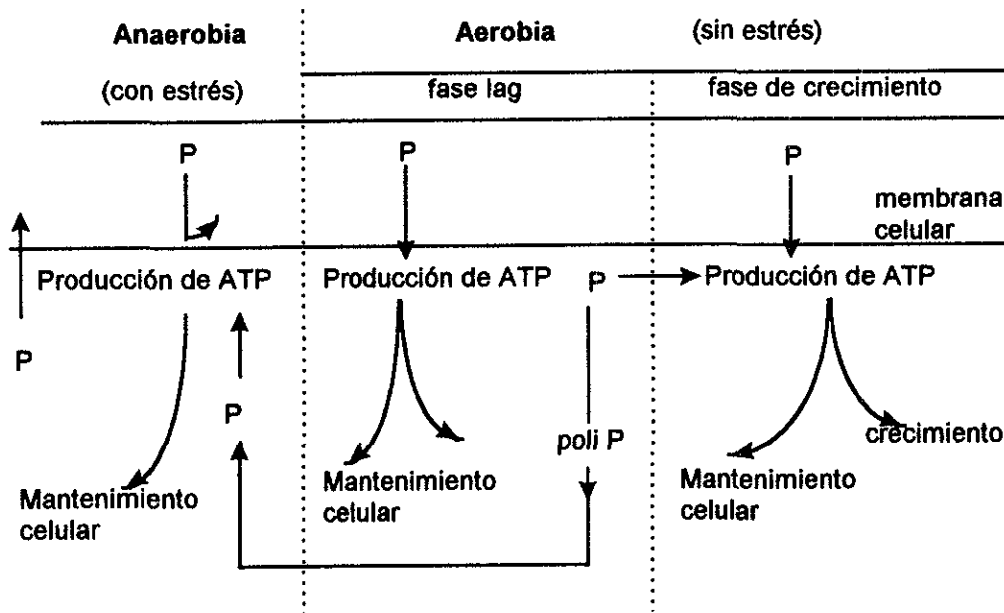 Anaerobia
Aerobia
(sin estrés)
(con estrés)
fase lag
fase de crecimiento
P
P
P
membrana
celular
Producción de ATP
Producción de ATP
P
Producción de ATP
P
P
poli P
crecimiento
Mantenimiento
celular
Mantenimiento
celular
Mantenimiento
celular